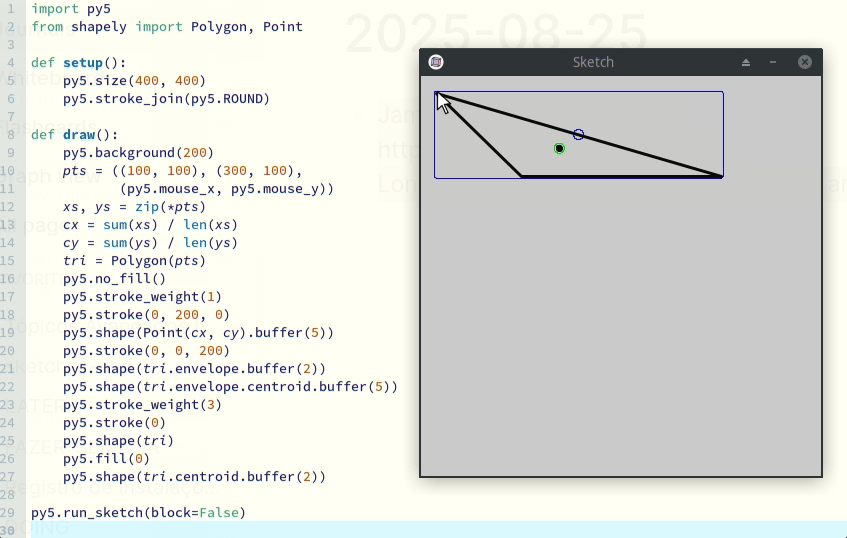 1 import py5
2 from shapely import Polygon, Point
3
4 def setup():
5     py5.size(400, 400)
6     py5.stroke_join(py5.ROUND)
7
8 def draw():
9     py5.background(200)
10     pts = ((100, 100), (300, 100),
11            (py5.mouse_x, py5.mouse_y))
12     xs, ys = zip(*pts)
13     cx = sum(xs) / len(xs)
14     cy = sum(ys) / len(ys)
15     tri = Polygon(pts)
16     py5.no_fill()
17     py5.stroke_weight(1)
18     py5.stroke(0, 200, 0)
19     py5.shape(Point(cx, cy).buffer(5))
20     py5.stroke(0, 0, 200)
21     py5.shape(tri.envelope.buffer(2))
22     py5.shape(tri.envelope.centroid.buffer(5))
23     py5.stroke_weight(3)
24     py5.stroke(0)
25     py5.shape(tri)
26     py5.fill(0)
27     py5.shape(tri.centroid.buffer(2))
28
29 py5.run_sketch(block=False)
30
2025-08-25
Sketch